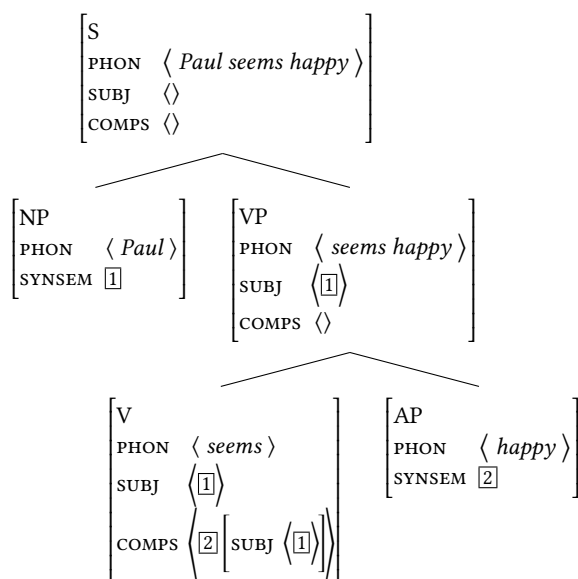 S
PHON ⟨ Paul seems happy ⟩
SUBJ ⟨⟩
COMPS ⟨⟩
NP
PHON ⟨ Paul ⟩
SYNSEM 1
VP
PHON ⟨ seems happy ⟩
SUBJ ⟨1⟩
COMPS ⟨⟩
V
PHON ⟨ seems ⟩
SUBJ ⟨1⟩
COMPS ⟨2[SUBJ ⟨1⟩]⟩
AP
PHON ⟨ happy ⟩
SYNSEM 2